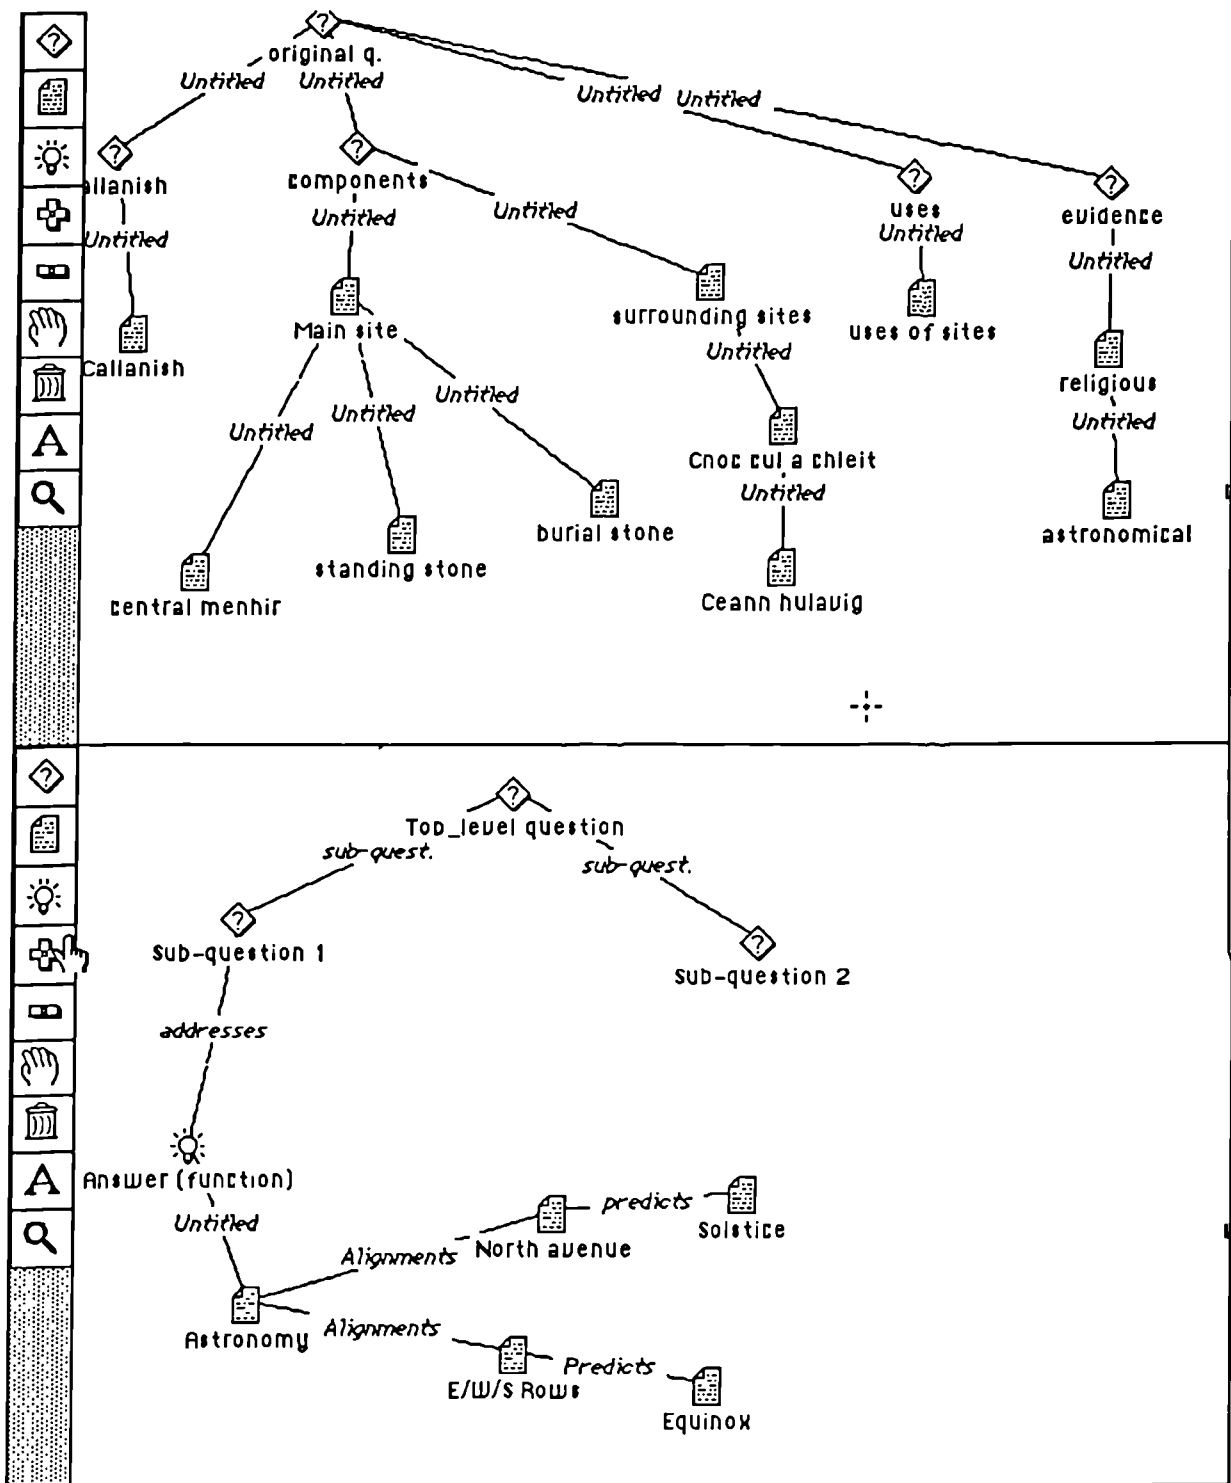 original q.
Untitled
Untitled
Untitled
Untitled
allanish
components
uses
evidence
Untitled
Untitled
Untitled
Untitled
Untitled
Callanish
Main site
surrounding sites
uses of sites
religious
Untitled
Untitled
Untitled
Untitled
Untitled
Cnoc cul a chleit
Untitled
burial stone
standing stone
central menhir
Ceann hulavig
astronomical
A
Top_level question
sub-quest.
sub-quest.
Sub-question 1
Sub-question 2
addresses
Answer (function)
Untitled
Alignments
North avenue
predicts
Solstice
Astronomy
Alignments
E/W/S Rows
Predicts
Equinox
A